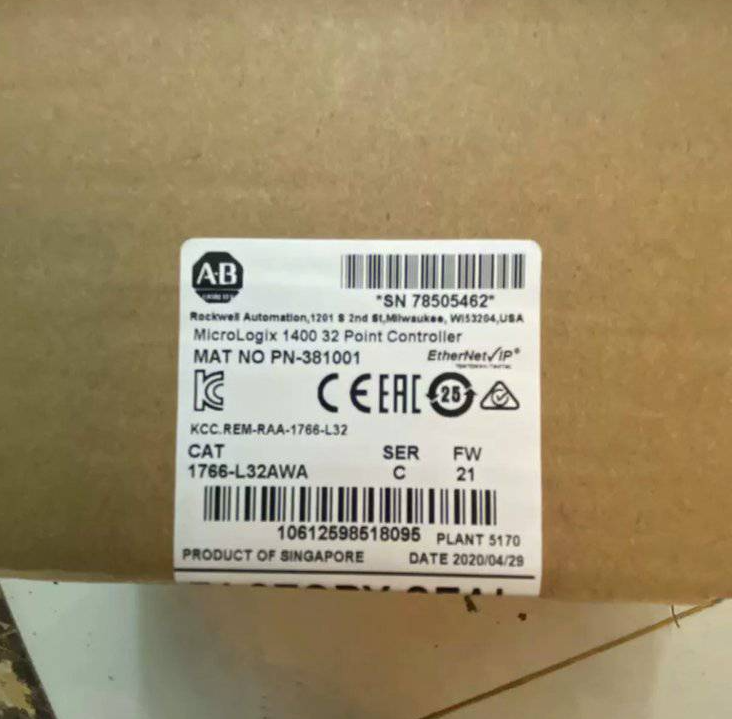 A·B
"SN 78505462"
Rockwell Automation,1201 S 2nd St,Milwaukee, WI53204,USA
MicroLogix 1400 32 Point Controller
MAT NO PN-381001
EtherNet/IP®
CE EAC 25
KCC.REM-RAA-1766-L32
CAT SER FW
1766-L32AWA C 21
10612598518095 PLANT 5170
PRODUCT OF SINGAPORE DATE 2020/04/29
FACTORY SEAL